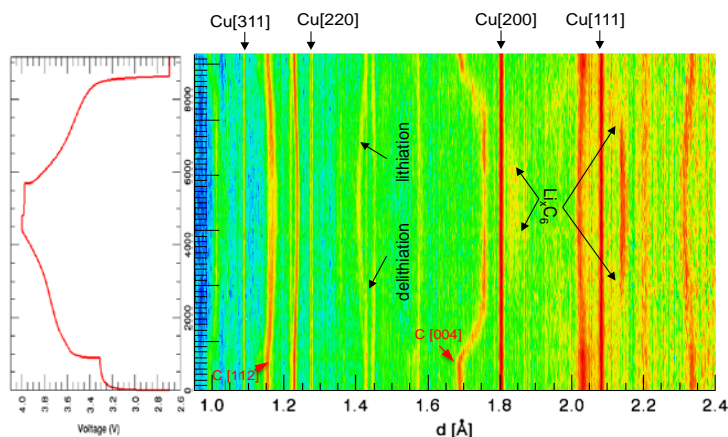 Cu[311]
Cu[220]
Cu[200]
Cu[111]
8000
6000
4000
2000
0
lithiation
delithiation
LixC6
C [112]
C [004]
4.0 3.8 3.6 3.4 3.2 3.0 2.8 2.6
Voltage (V)
1.0 1.2 1.4 1.6 1.8 2.0 2.2 2.4
d [Å]